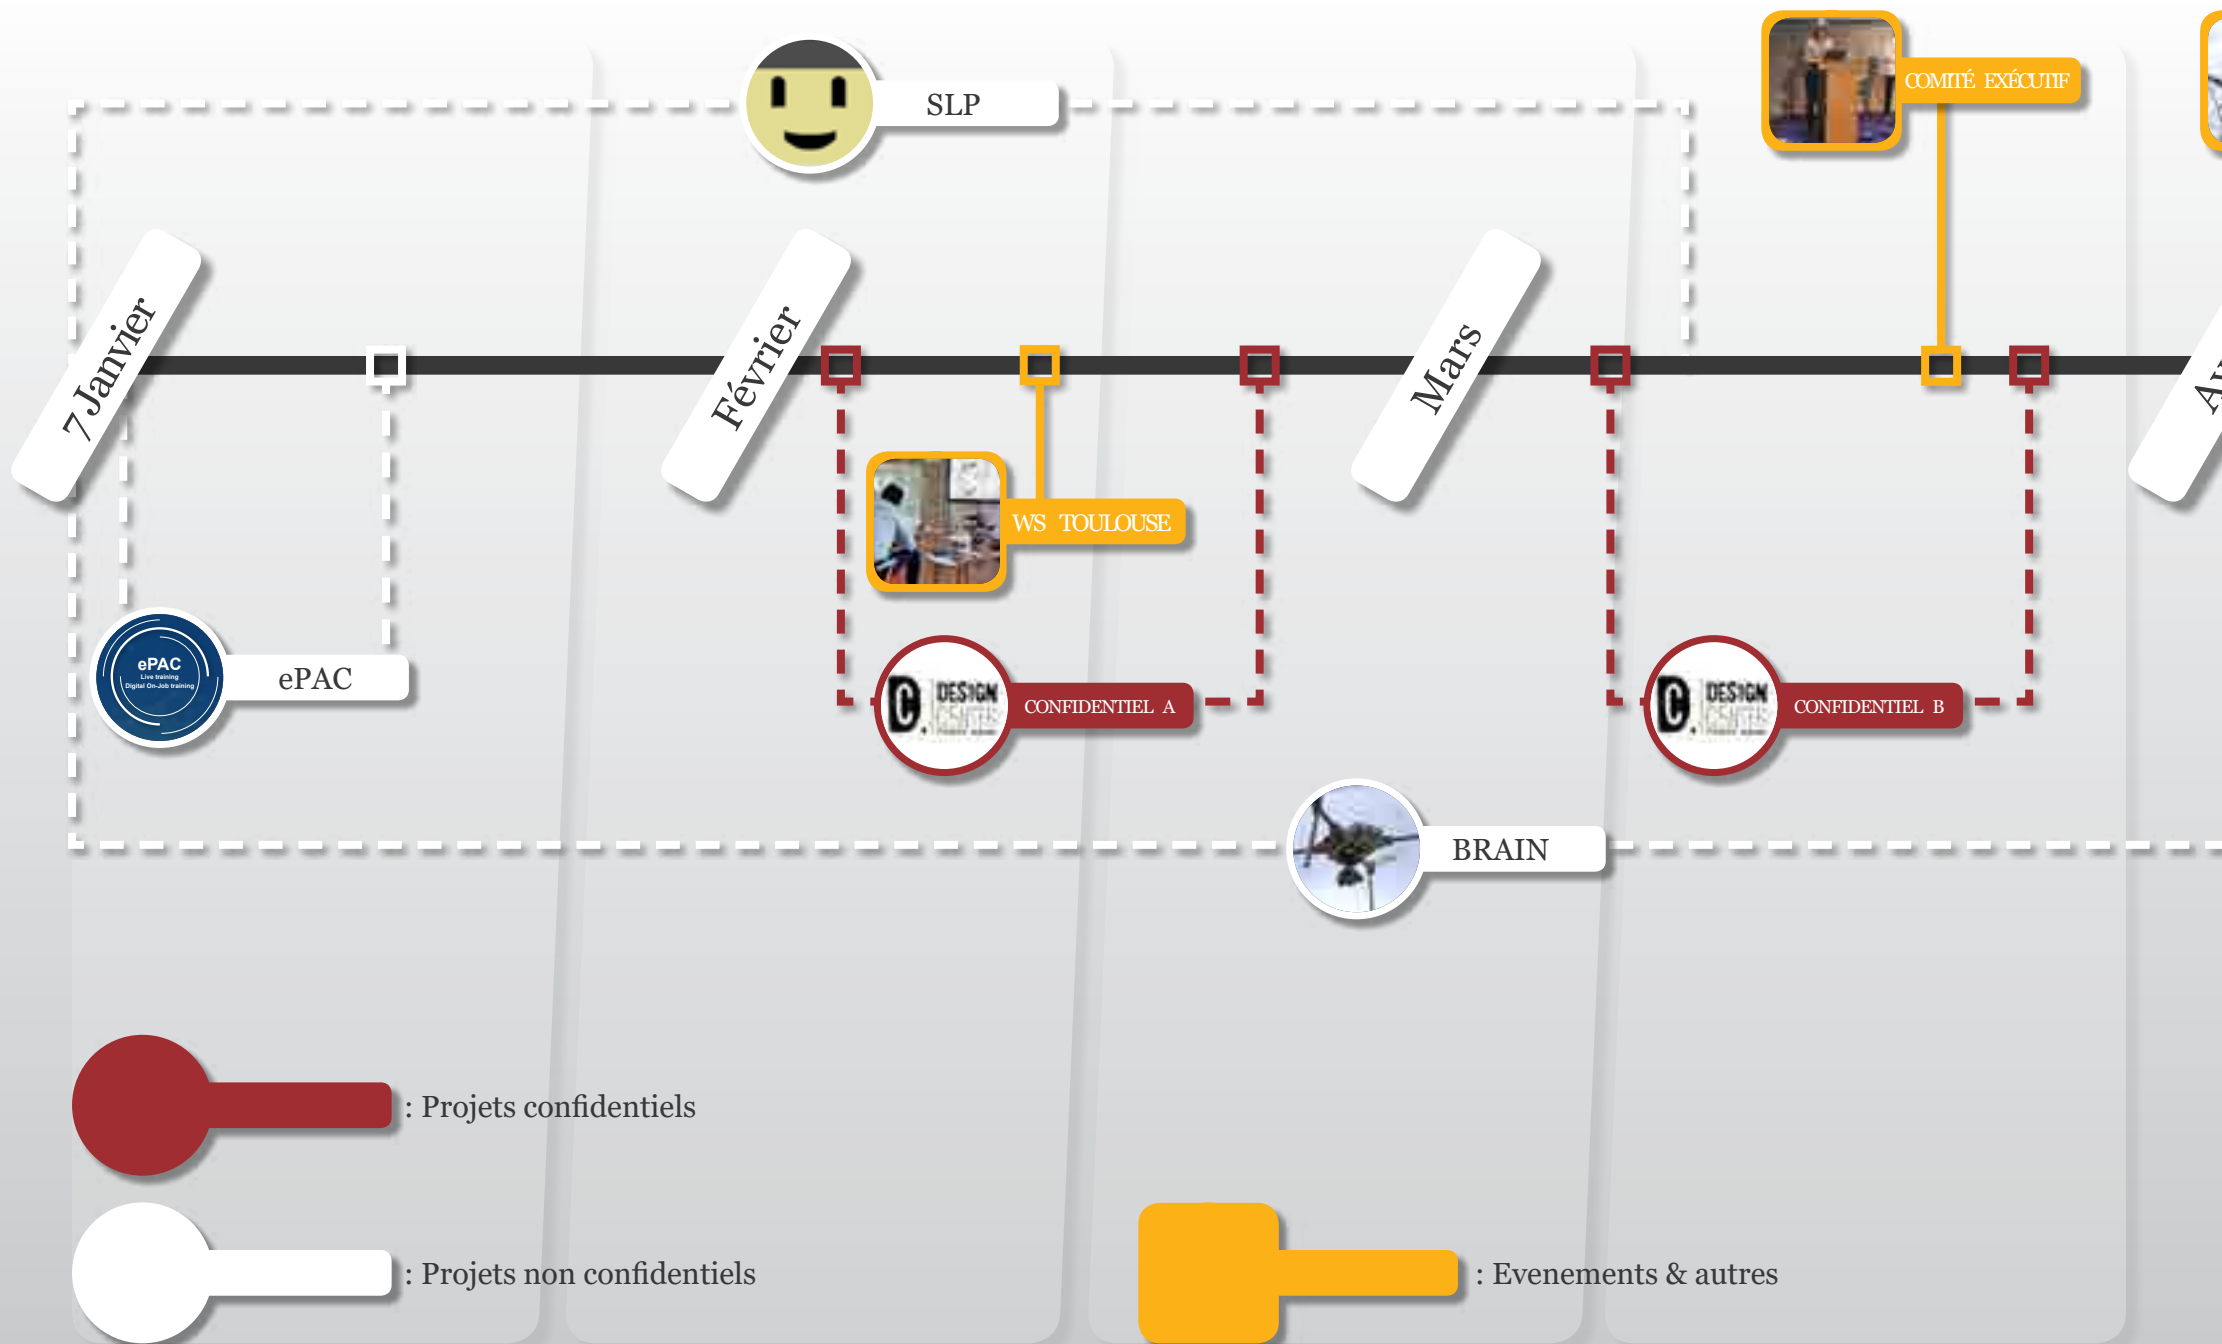 SLP
COMITÉ EXÉCUTIF
7 Janvier
Février
Mars
WS TOULOUSE
ePAC
Live training
Digital On-Job training
ePAC
DESIGN
CONFIDENTIEL A
DESIGN
CONFIDENTIEL B
BRAIN
: Projets confidentiels
: Projets non confidentiels
: Evenements & autres